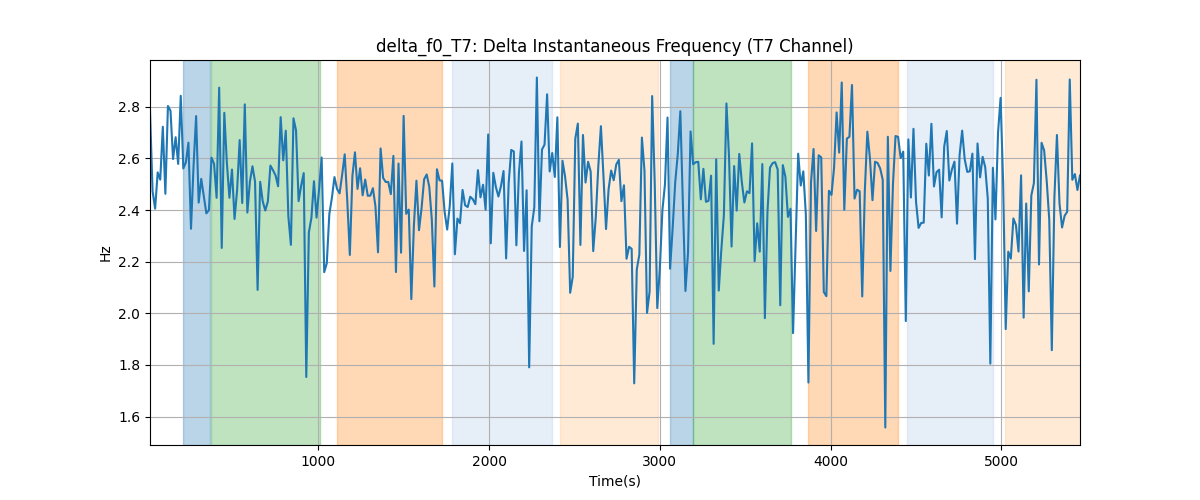 delta_f0_T7: Delta Instantaneous Frequency (T7 Channel)
2.8
2.6
2.4
2.2
2.0
1.8
1.6
Hz
1000 2000 3000 4000 5000
Time(s)